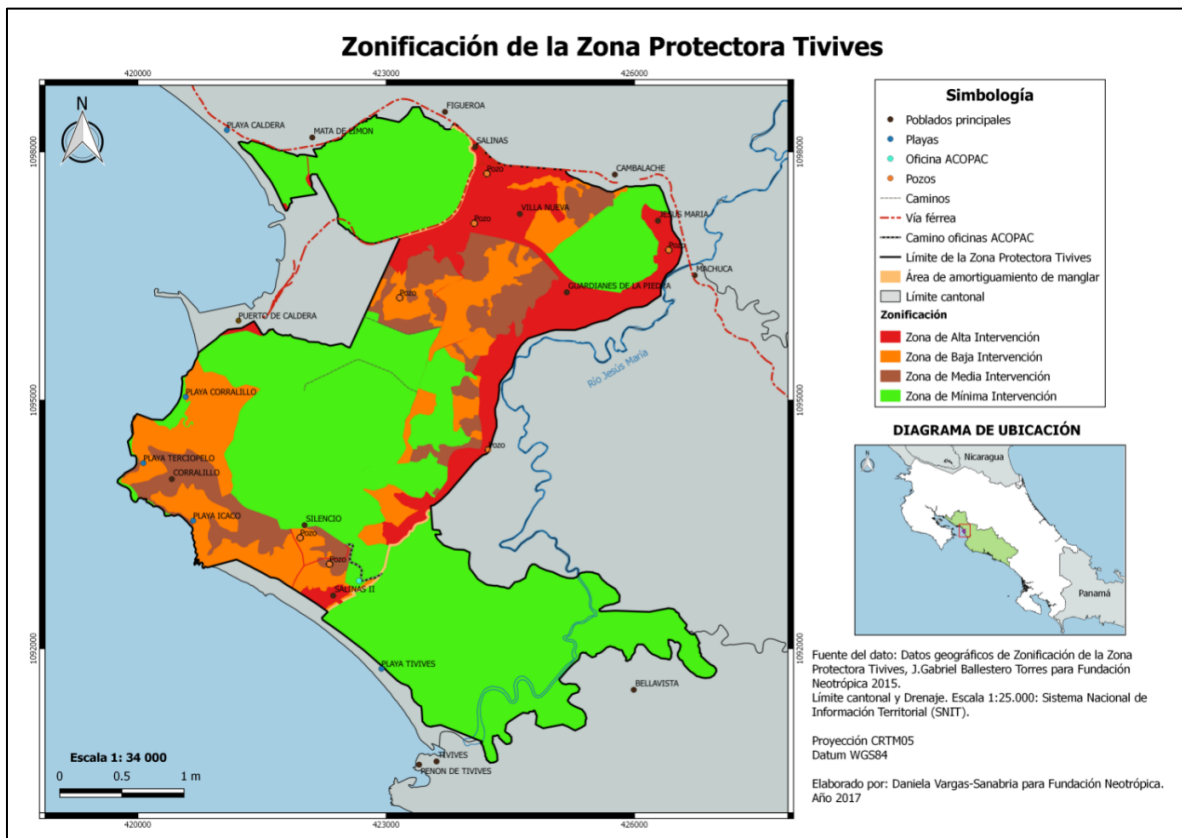 Zonificación de la Zona Protectora Tivives
420000
423000
426000
1098000
1098000
1095000
1095000
1092000
1092000
420000
423000
426000
N
PLAYA CALDERA
MATA DE LIMON
FIGUEROA
SALINAS
CAMBALACHE
Pozo
VILLA NUEVA
JESUS MARIA
Pozo
Pozo
MACHUCA
GUARDIANES DE LA PIEDRA
Pozo
PUERTO DE CALDERA
Río Jesús María
PLAYA CORRALILLO
Pozo
PLAYA TERCIOPELO
CORRALILLO
PLAYA ICACO
SILENCIO
Pozo
Pozo
SALINAS II
PLAYA TIVIVES
BELLAVISTA
TIVIVES
PENON DE TIVIVES
Escala 1: 34 000
0 0.5 1 m
Simbología
Poblados principales
Playas
Oficina ACOPAC
Pozos
Caminos
Vía férrea
Camino oficinas ACOPAC
Límite de la Zona Protectora Tivives
Área de amortiguamiento de manglar
Límite cantonal
Zonificación
Zona de Alta Intervención
Zona de Baja Intervención
Zona de Media Intervención
Zona de Mínima Intervención
DIAGRAMA DE UBICACIÓN
N
Nicaragua
Panamá
Fuente del dato: Datos geográficos de Zonificación de la Zona
Protectora Tivives, J.Gabriel Ballestero Torres para Fundación
Neotrópica 2015.
Límite cantonal y Drenaje. Escala 1:25.000: Sistema Nacional de
Información Territorial (SNIT).
Proyección CRTM05
Datum WGS84
Elaborado por: Daniela Vargas-Sanabria para Fundación Neotrópica.
Año 2017